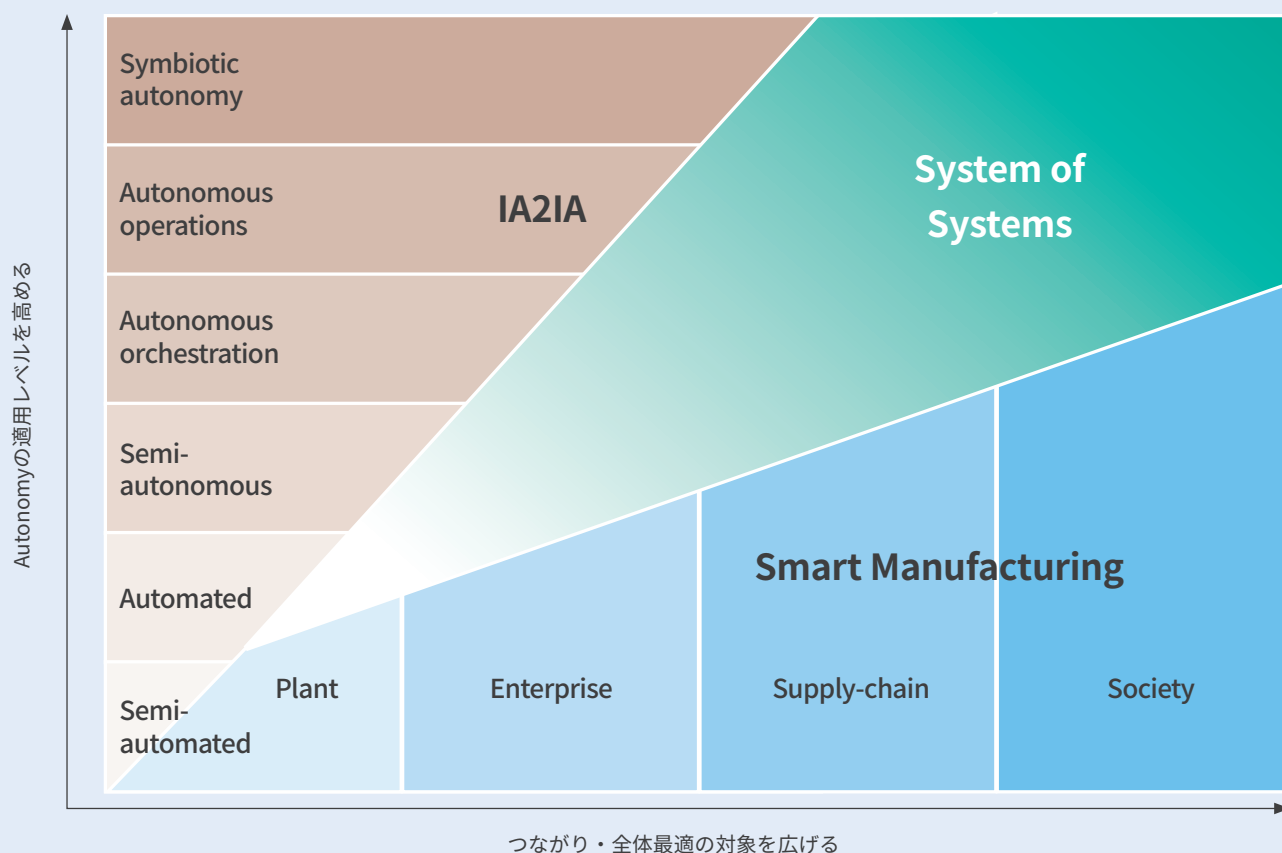 Symbiotic
autonomy
Autonomous
operations
IA2IA
System of
Systems
Autonomous
orchestration
Semi-
autonomous
Automated
Semi-
automated
Smart Manufacturing
Plant
Enterprise
Supply-chain
Society
Autonomyの適用レベルを高める
つながり・全体最適の対象を広げる